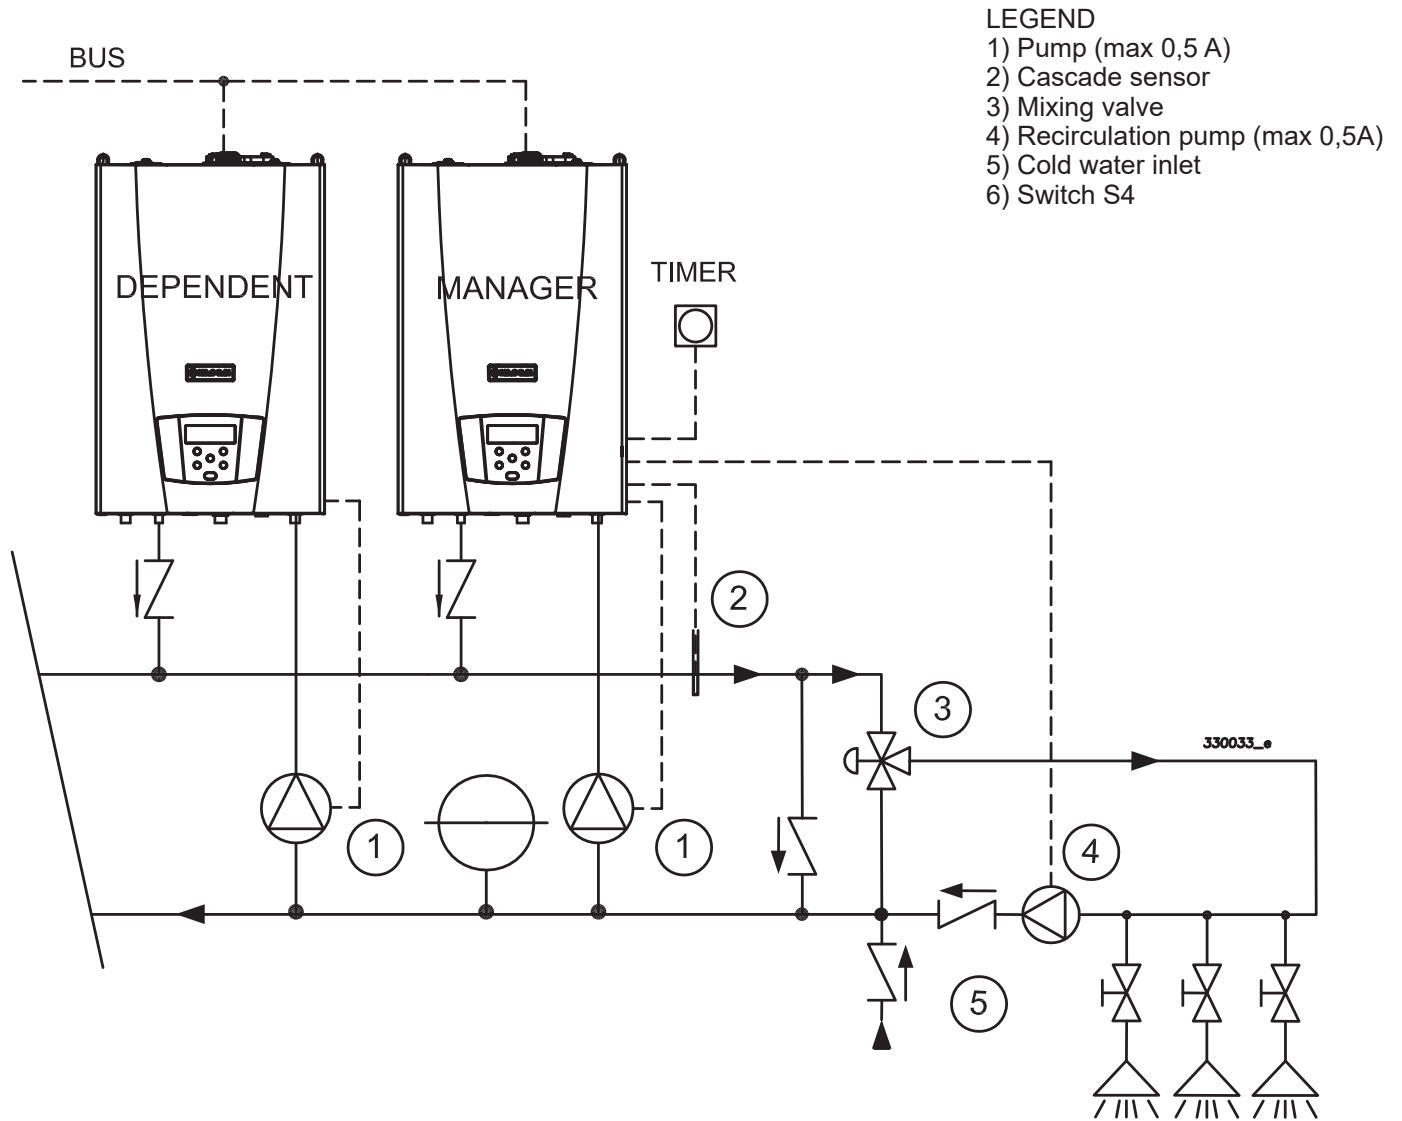 LEGEND
1) Pump (max 0,5 A)
2) Cascade sensor
3) Mixing valve
4) Recirculation pump (max 0,5A)
5) Cold water inlet
6) Switch S4
BUS
DEPENDENT
MANAGER
TIMER
2
3
330033_e
1
1
4
5